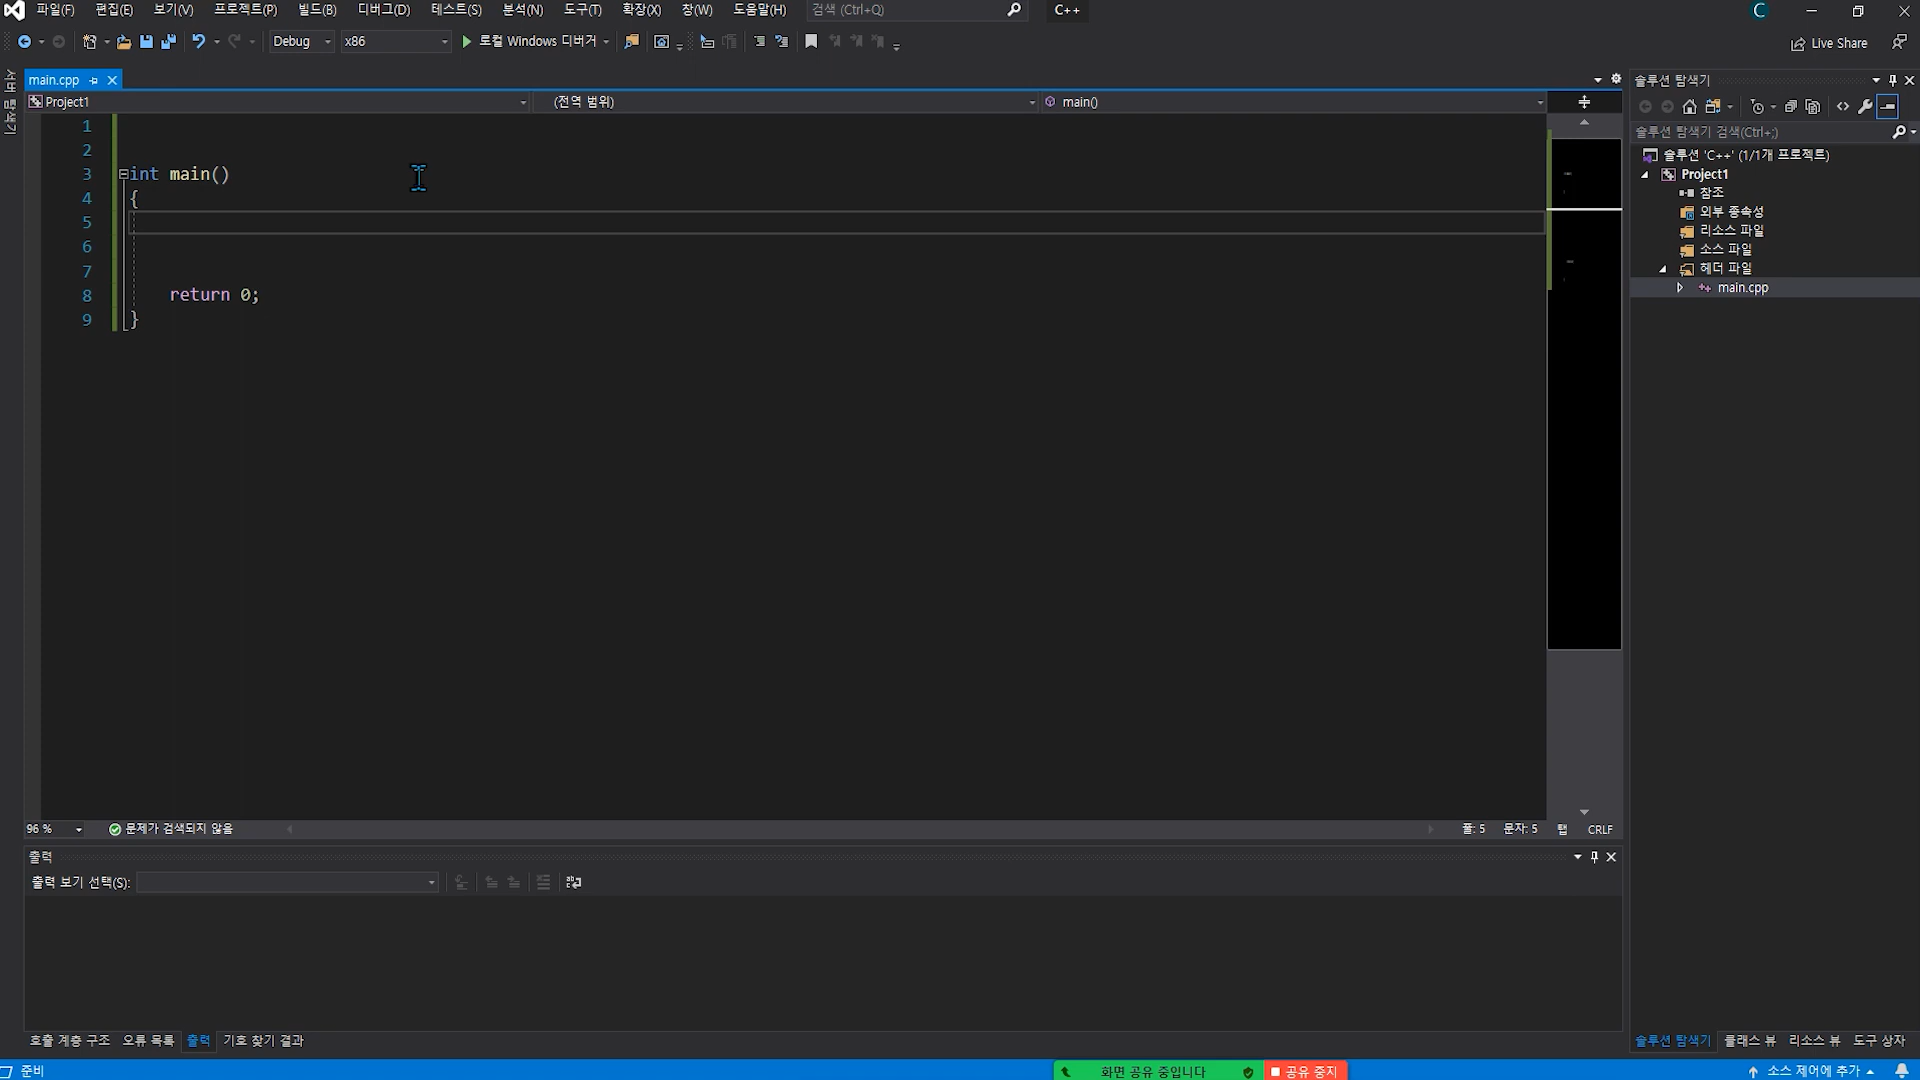 파일(F) 편집(E) 보기(V) 프로젝트(P) 빌드(B) 디버그(D) 테스트(S) 분석(N) 도구(T) 확장(X) 창(W) 도움말(H) 검색 (Ctrl+Q) C++ C
Debug x86 로컬 Windows 디버거 Live Share
서버 탐색기
main.cpp
Project1 (전역 범위) main()
1
2
3 int main()
4 {
5
6
7
8 return 0;
9 }
96 % 문제가 검색되지 않음 줄: 5 문자: 5 탭 CRLF
출력
출력 보기 선택(S):
호출 계층 구조 오류 목록 출력 기호 찾기 결과
솔루션 탐색기
솔루션 탐색기 검색(Ctrl+;)
솔루션 'C++' (1/1개 프로젝트)
Project1
참조
외부 종속성
리소스 파일
소스 파일
헤더 파일
main.cpp
솔루션 탐색기 클래스 뷰 리소스 뷰 도구 상자
준비 화면 공유 중입니다 공유 중지 소스 제어에 추가